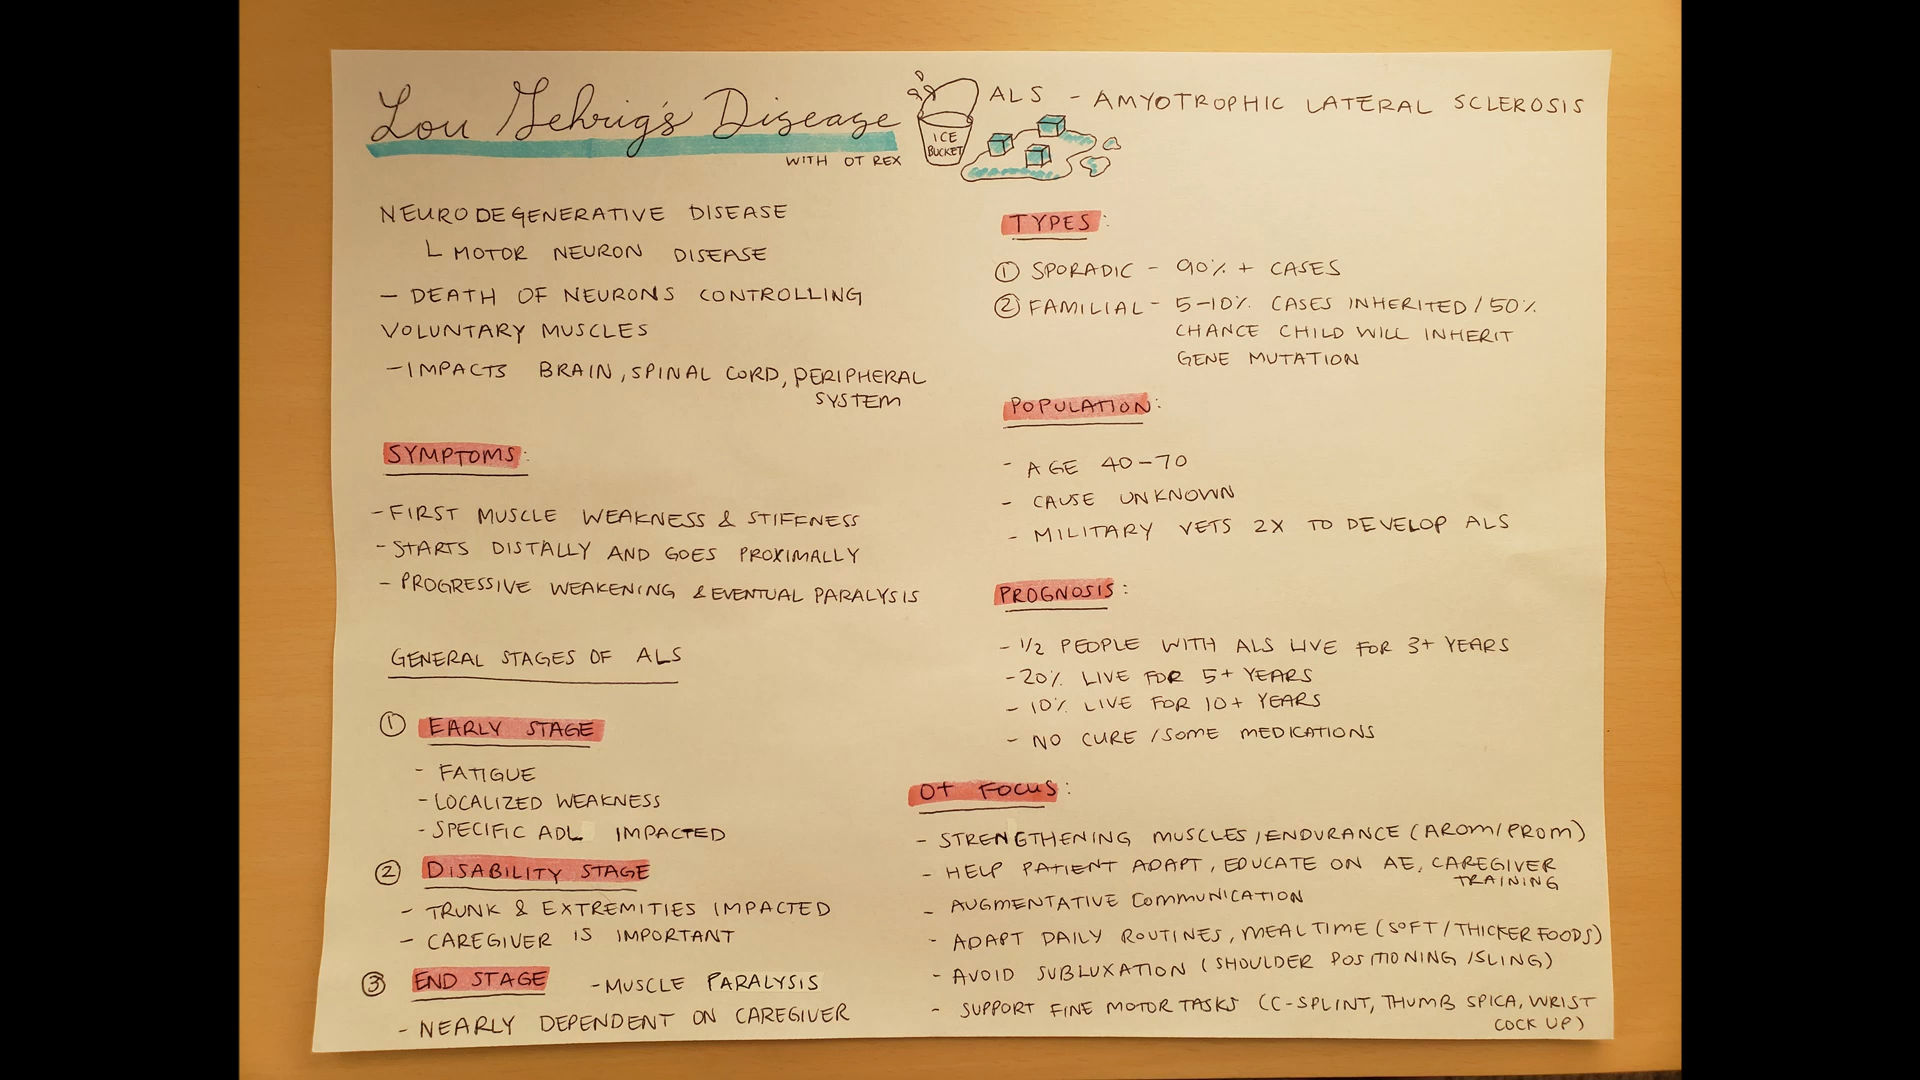 Lou Gehrig's Disease
WITH OT REX
ICE
BUCKET
ALS - AMYOTROPHIC LATERAL SCLEROSIS
NEURODEGENERATIVE DISEASE
L MOTOR NEURON DISEASE
- DEATH OF NEURONS CONTROLLING
VOLUNTARY MUSCLES
- IMPACTS BRAIN, SPINAL CORD, PERIPHERAL
SYSTEM
SYMPTOMS:
- FIRST MUSCLE WEAKNESS & STIFFNESS
- STARTS DISTALLY AND GOES PROXIMALLY
- PROGRESSIVE WEAKENING & EVENTUAL PARALYSIS
GENERAL STAGES OF ALS
① EARLY STAGE
- FATIGUE
- LOCALIZED WEAKNESS
- SPECIFIC ADL IMPACTED
② DISABILITY STAGE
- TRUNK & EXTREMITIES IMPACTED
- CAREGIVER IS IMPORTANT
③ END STAGE - MUSCLE PARALYSIS
- NEARLY DEPENDENT ON CAREGIVER
TYPES:
① SPORADIC - 90% + CASES
② FAMILIAL - 5-10% CASES INHERITED / 50%
CHANCE CHILD WILL INHERIT
GENE MUTATION
POPULATION:
- AGE 40-70
- CAUSE UNKNOWN
- MILITARY VETS 2X TO DEVELOP ALS
PROGNOSIS:
- 1/2 PEOPLE WITH ALS LIVE FOR 3+ YEARS
- 20% LIVE FOR 5+ YEARS
- 10% LIVE FOR 10+ YEARS
- NO CURE / SOME MEDICATIONS
OT FOCUS:
- STRENGTHENING MUSCLES / ENDURANCE (AROM/PROM)
- HELP PATIENT ADAPT, EDUCATE ON AE, CAREGIVER
TRAINING
- AUGMENTATIVE COMMUNICATION
- ADAPT DAILY ROUTINES, MEALTIME (SOFT/THICKER FOODS)
- AVOID SUBLUXATION (SHOULDER POSITIONING / SLING)
- SUPPORT FINE MOTOR TASKS (C-SPLINT, THUMB SPICA, WRIST
COCK UP)